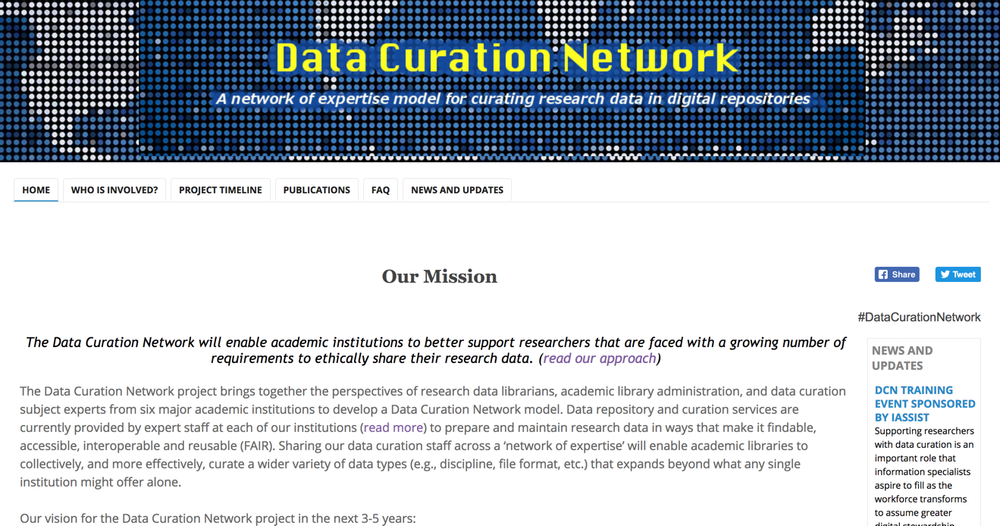 Data Curation Network
A network of expertise model for curating research data in digital repositories
HOME WHO IS INVOLVED? PROJECT TIMELINE PUBLICATIONS FAQ NEWS AND UPDATES
Our Mission
The Data Curation Network will enable academic institutions to better support researchers that are faced with a growing number of
requirements to ethically share their research data. (read our approach)
The Data Curation Network project brings together the perspectives of research data librarians, academic library administration, and data curation
subject experts from six major academic institutions to develop a Data Curation Network model. Data repository and curation services are
currently provided by expert staff at each of our institutions (read more) to prepare and maintain research data in ways that make it findable,
accessible, interoperable and reusable (FAIR). Sharing our data curation staff across a ‘network of expertise’ will enable academic libraries to
collectively, and more effectively, curate a wider variety of data types (e.g., discipline, file format, etc.) that expands beyond what any single
institution might offer alone.
Our vision for the Data Curation Network project in the next 3-5 years:
Share Tweet
#DataCurationNetwork
NEWS AND
UPDATES
DCN TRAINING
EVENT SPONSORED
BY IASSIST
Supporting researchers
with data curation is an
important role that
information specialists
aspire to fill as the
workforce transforms
to assume greater
digital stewardship